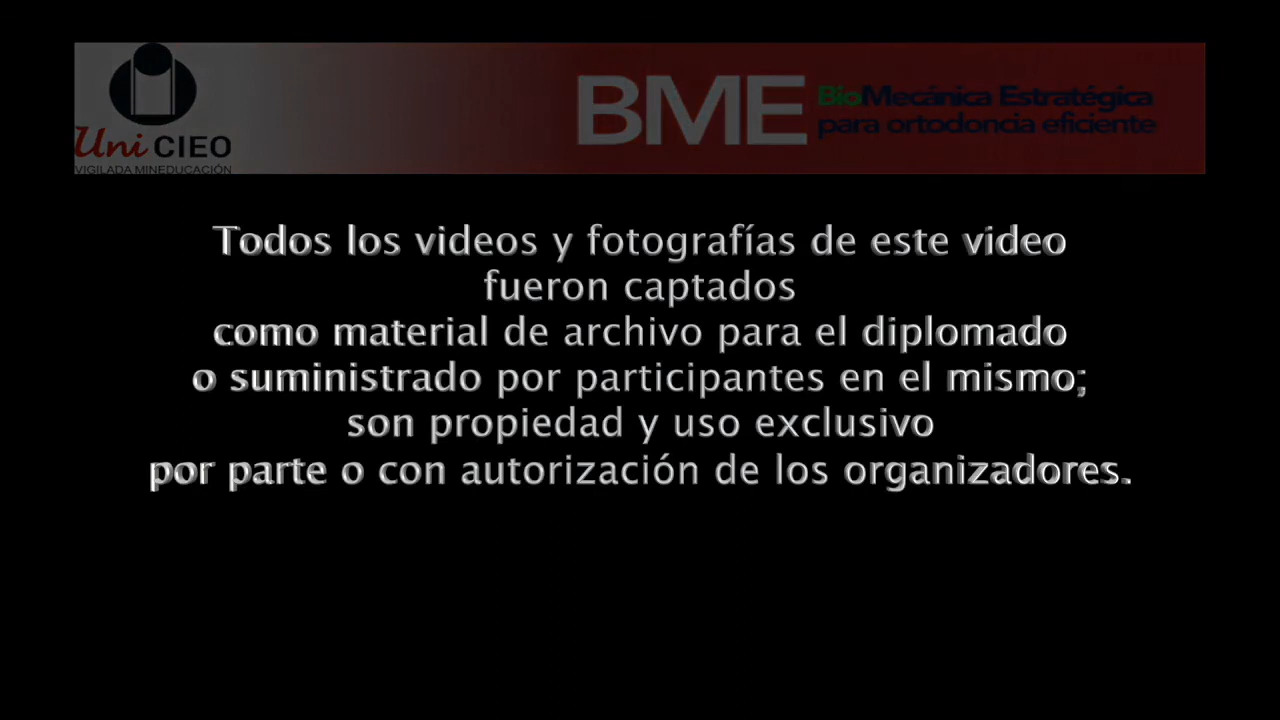 Uni CIEO
VIGILADA MINEDUCACIÓN
BME
BioMecánica Estratégica
para ortodoncia eficiente
Todos los videos y fotografías de este video
fueron captados
como material de archivo para el diplomado
o suministrado por participantes en el mismo;
son propiedad y uso exclusivo
por parte o con autorización de los organizadores.